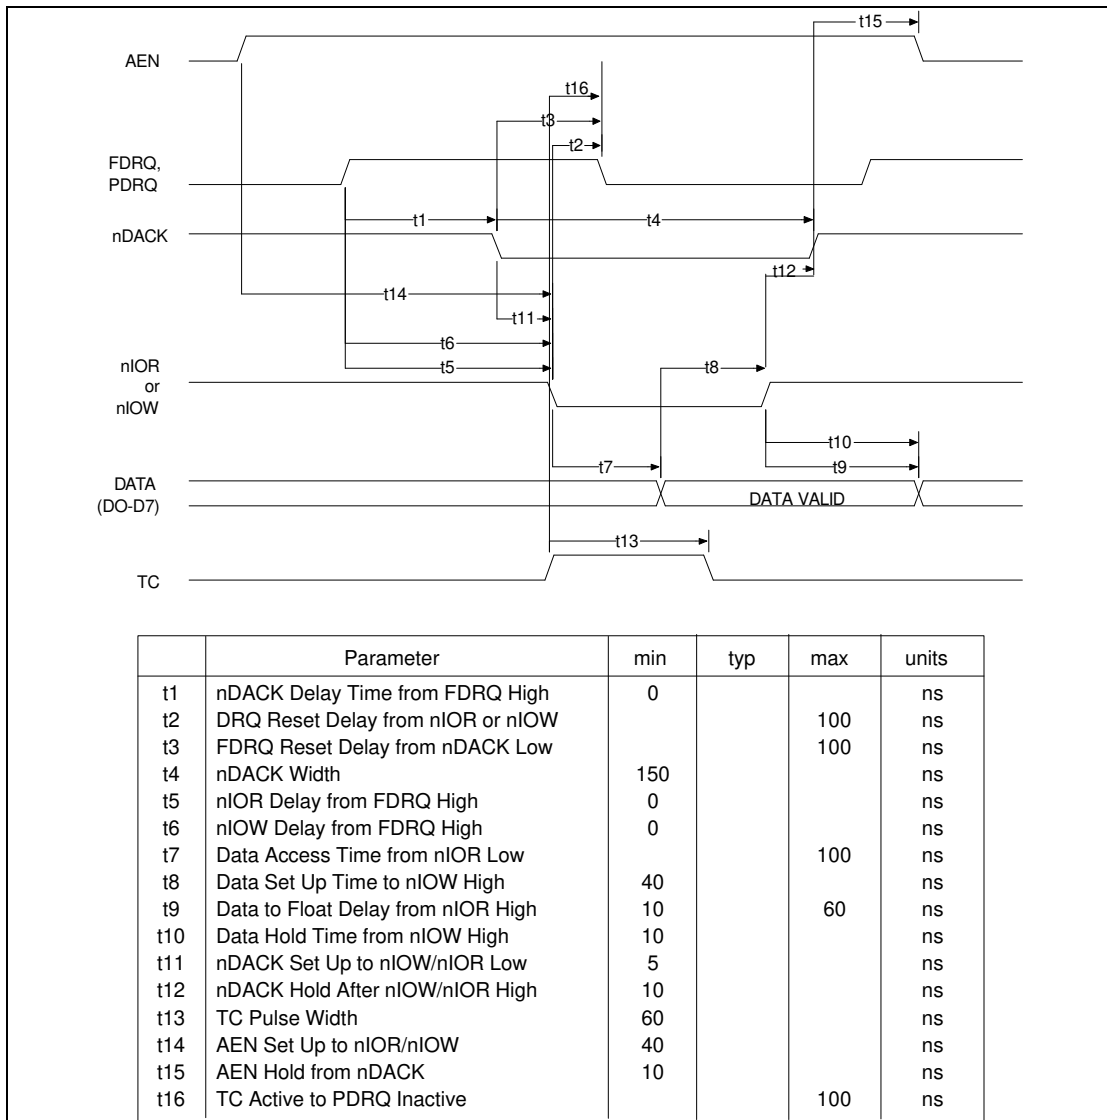 t15
AEN
t16
t3
t2
FDRQ,
PDRQ
t1
t4
nDACK
t12
t14
t11
t6
t5
nIOR
or
nIOW
t8
t10
t9
t7
DATA
(DO-D7)
DATA VALID
t13
TC
Parameter min typ max units
t1 nDACK Delay Time from FDRQ High 0 ns
t2 DRQ Reset Delay from nIOR or nIOW 100 ns
t3 FDRQ Reset Delay from nDACK Low 100 ns
t4 nDACK Width 150 ns
t5 nIOR Delay from FDRQ High 0 ns
t6 nIOW Delay from FDRQ High 0 ns
t7 Data Access Time from nIOR Low 100 ns
t8 Data Set Up Time to nIOW High 40 ns
t9 Data to Float Delay from nIOR High 10 60 ns
t10 Data Hold Time from nIOW High 10 ns
t11 nDACK Set Up to nIOW/nIOR Low 5 ns
t12 nDACK Hold After nIOW/nIOR High 10 ns
t13 TC Pulse Width 60 ns
t14 AEN Set Up to nIOR/nIOW 40 ns
t15 AEN Hold from nDACK 10 ns
t16 TC Active to PDRQ Inactive 100 ns